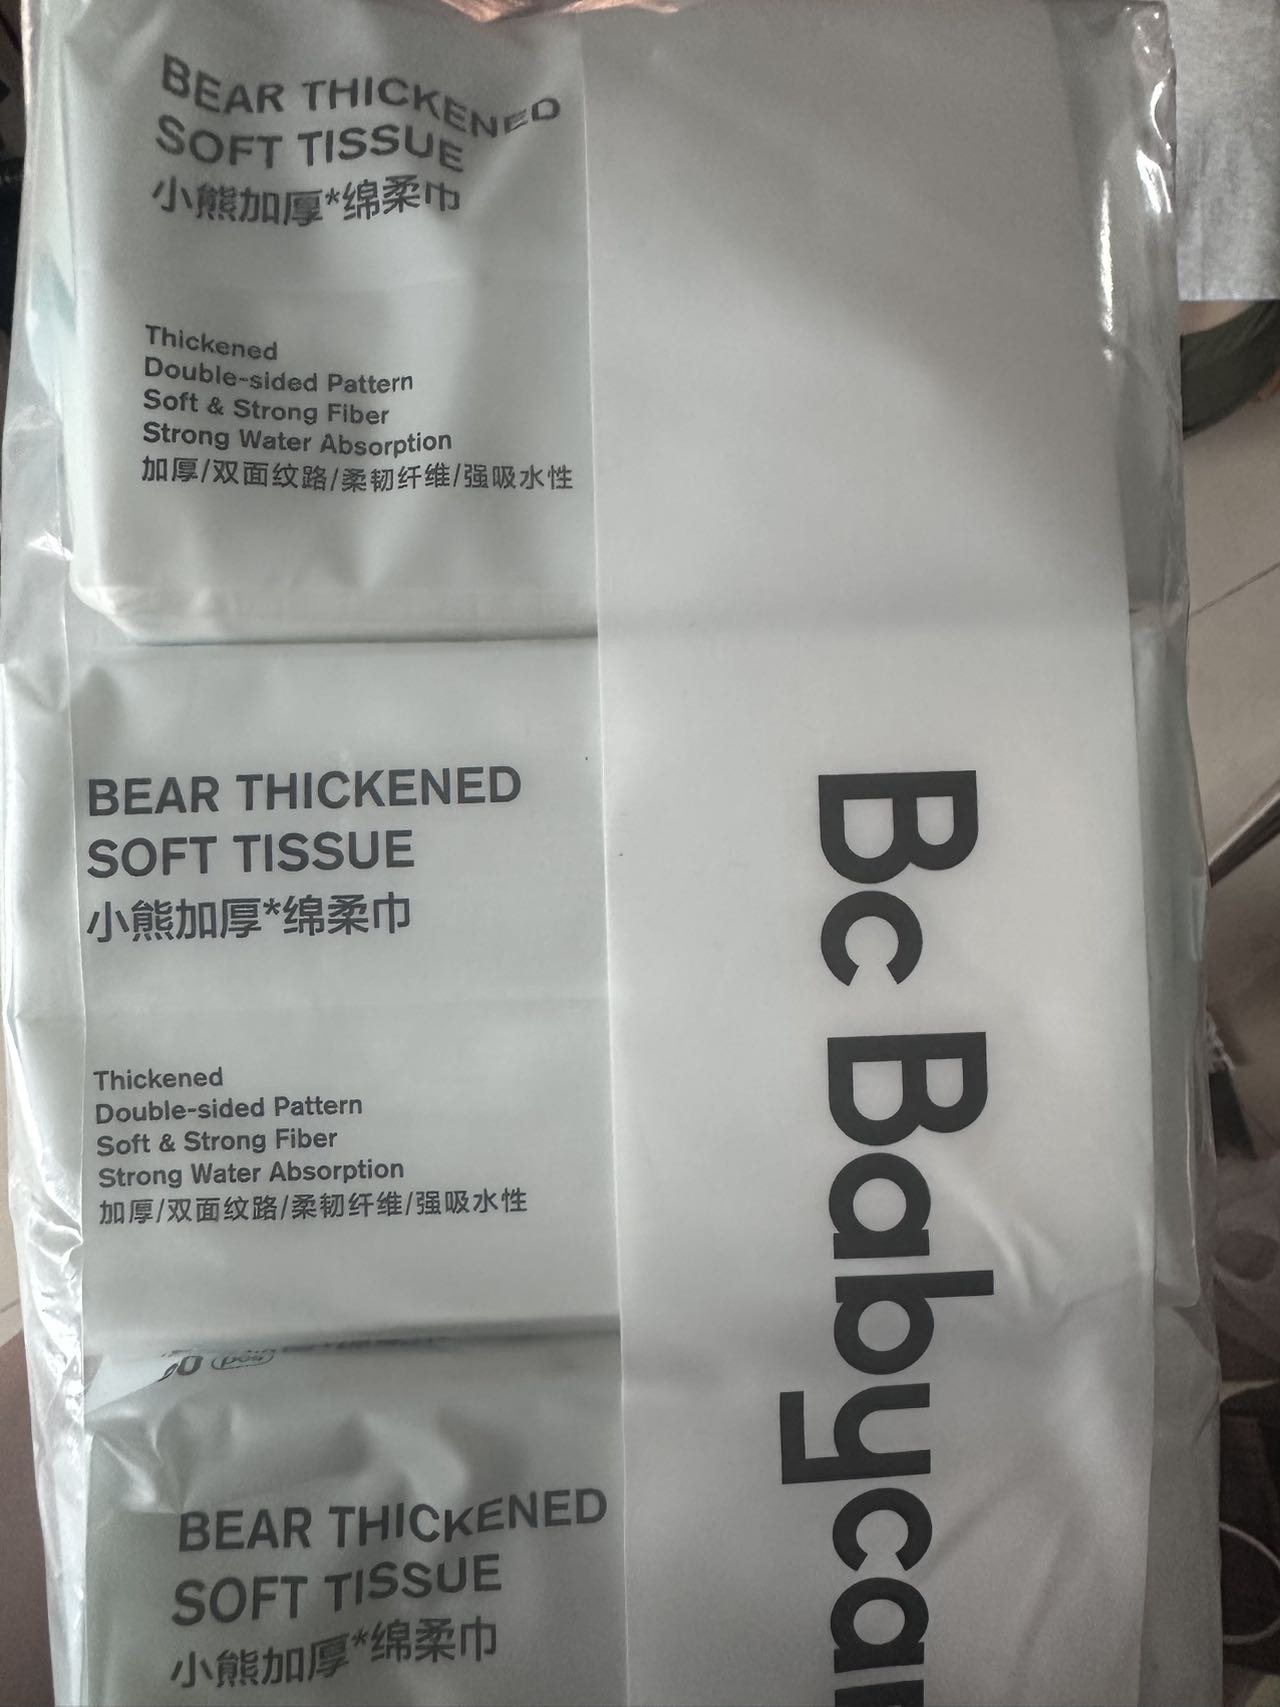 BEAR THICKENED
SOFT TISSUE
小熊加厚*绵柔巾
Thickened
Double-sided Pattern
Soft & Strong Fiber
Strong Water Absorption
加厚/双面纹路/柔韧纤维/强吸水性
BEAR THICKENED
SOFT TISSUE
小熊加厚*绵柔巾
Thickened
Double-sided Pattern
Soft & Strong Fiber
Strong Water Absorption
加厚/双面纹路/柔韧纤维/强吸水性
BEAR THICKENED
SOFT TISSUE
小熊加厚*绵柔巾
Bc Babycar